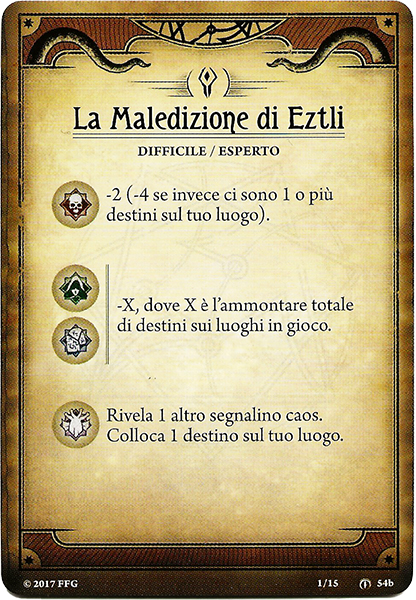 La Maledizione di Eztli
DIFFICILE / ESPERTO
-2 (-4 se invece ci sono 1 o più
destini sul tuo luogo).
-X, dove X è l'ammontare totale
di destini sui luoghi in gioco.
Rivela 1 altro segnalino caos.
Colloca 1 destino sul tuo luogo.
© 2017 FFG
1/15
54b